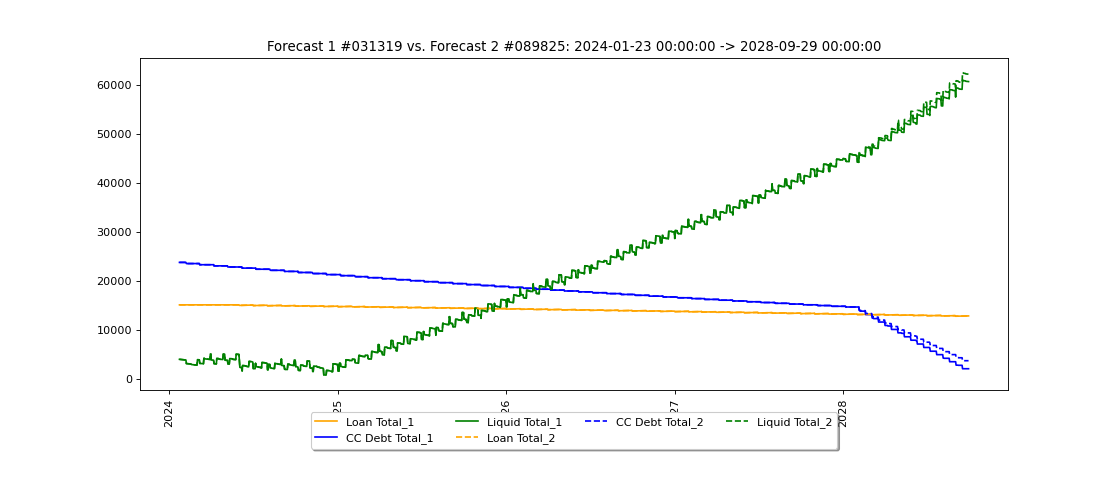 Forecast 1 #031319 vs. Forecast 2 #089825: 2024-01-23 00:00:00 -> 2028-09-29 00:00:00
60000
50000
40000
30000
20000
10000
0
2024
25
26
27
2028
Loan Total_1
Liquid Total_1
CC Debt Total_2
Liquid Total_2
CC Debt Total_1
Loan Total_2